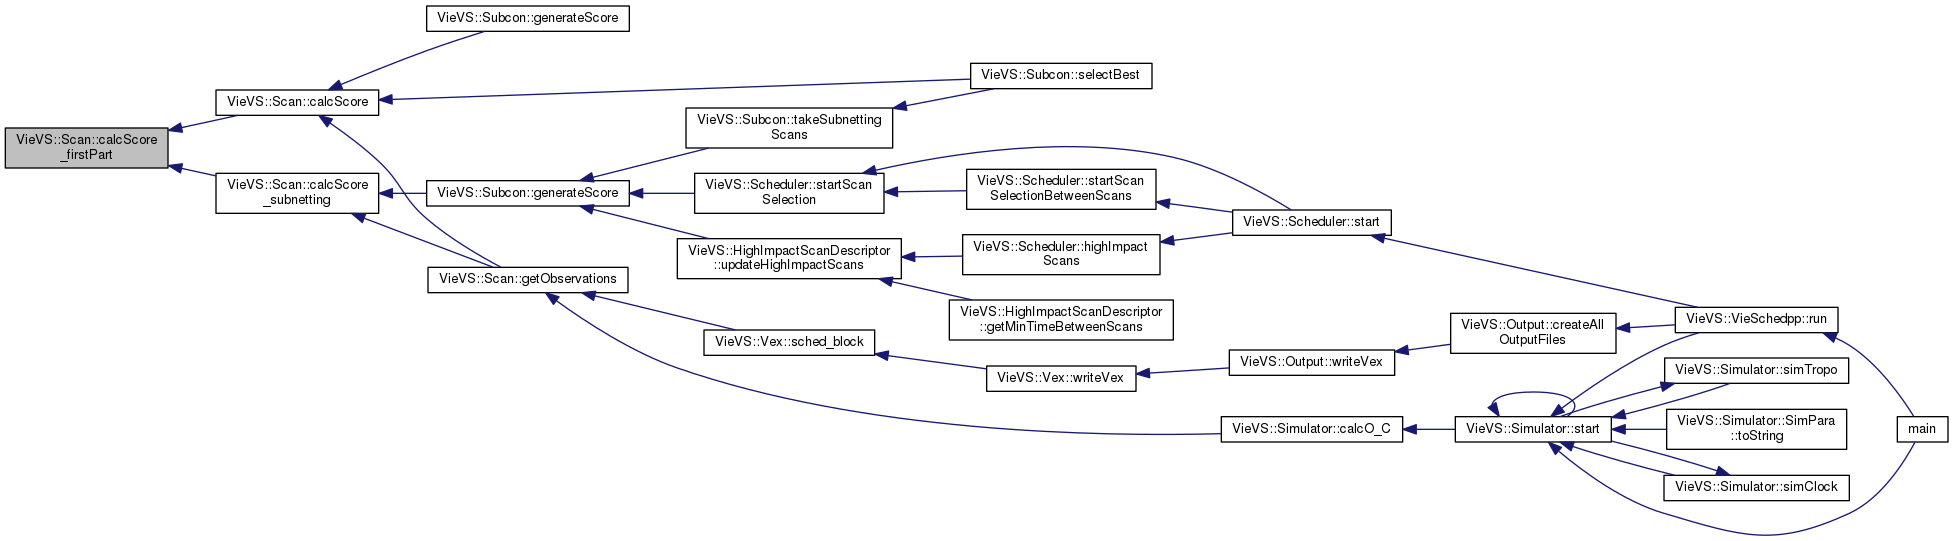 VieVS::Scan::calcScore
_firstPart
VieVS::Scan::calcScore
VieVS::Scan::calcScore
_subnetting
VieVS::Subcon::generateScore
VieVS::Subcon::generateScore
VieVS::Scan::getObservations
VieVS::Subcon::takeSubnetting
Scans
VieVS::Scheduler::startScan
Selection
VieVS::HighImpactScanDescriptor
::updateHighImpactScans
VieVS::Vex::sched_block
VieVS::Subcon::selectBest
VieVS::Scheduler::startScan
SelectionBetweenScans
VieVS::Scheduler::highImpact
Scans
VieVS::HighImpactScanDescriptor
::getMinTimeBetweenScans
VieVS::Vex::writeVex
VieVS::Scheduler::start
VieVS::Output::writeVex
VieVS::Simulator::calcO_C
VieVS::Output::createAll
OutputFiles
VieVS::Simulator::start
VieVS::VieSchedpp::run
VieVS::Simulator::simTropo
VieVS::Simulator::SimPara
::toString
VieVS::Simulator::simClock
main